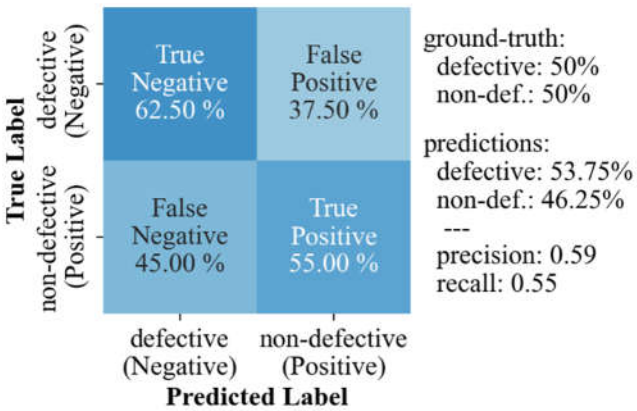 True Label
defective
(Negative)
non-defective
(Positive)
True
Negative
62.50 %
False
Positive
37.50 %
False
Negative
45.00 %
True
Positive
55.00 %
defective
(Negative)
non-defective
(Positive)
Predicted Label
ground-truth:
defective: 50%
non-def.: 50%
predictions:
defective: 53.75%
non-def.: 46.25%
---
precision: 0.59
recall: 0.55